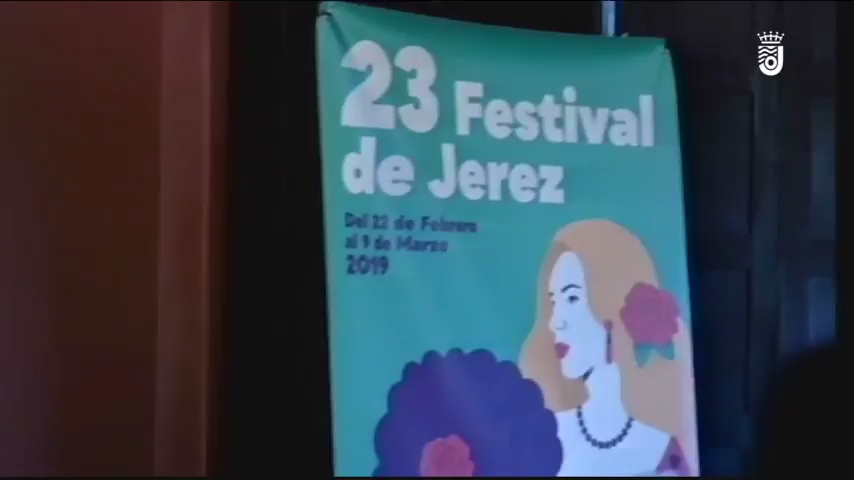 23 Festival
de Jerez
Del 22 de Febrero
al 9 de Marzo
2019